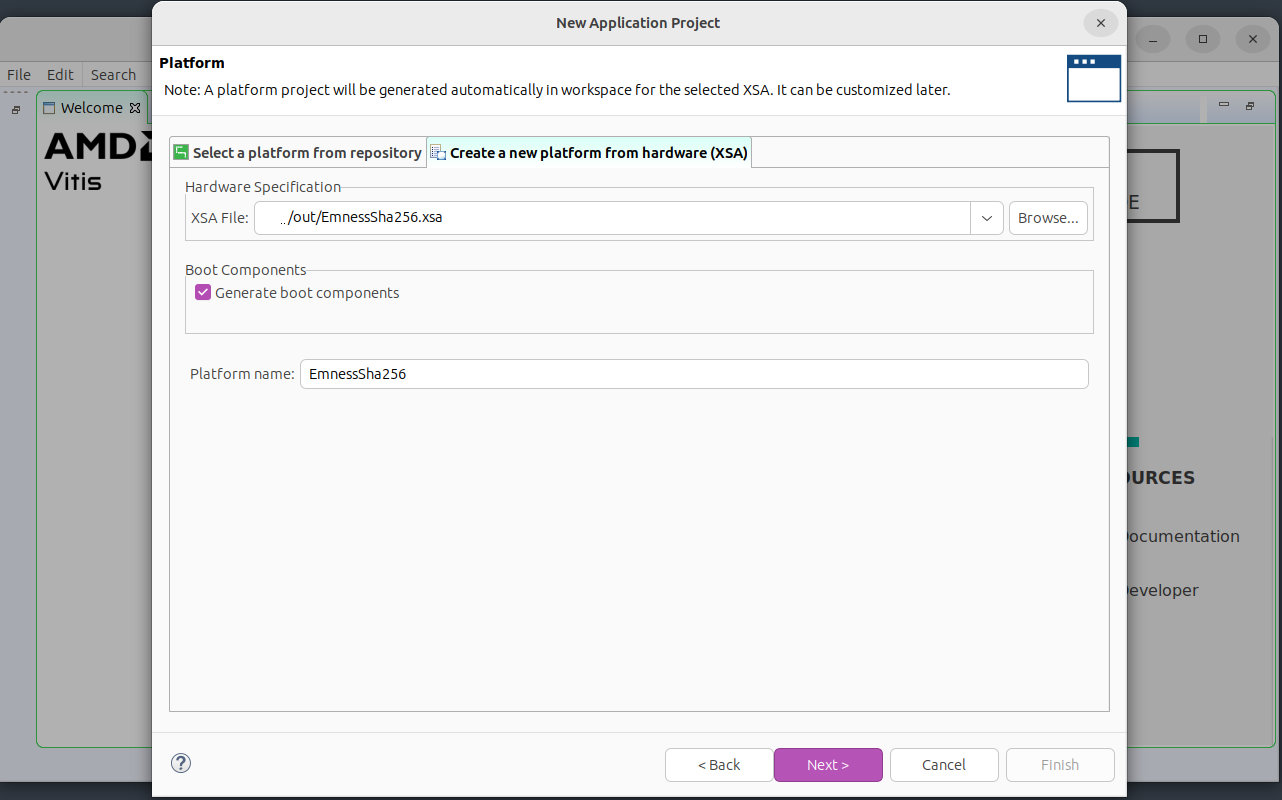 New Application Project
File Edit Search
Platform
Note: A platform project will be generated automatically in workspace for the selected XSA. It can be customized later.
Welcome
AMD
Vitis
Select a platform from repository
Create a new platform from hardware (XSA)
Hardware Specification
XSA File: ../out/EmnessSha256.xsa Browse...
E
Boot Components
Generate boot components
Platform name: EmnessSha256
OURCES
ocumentation
eveloper
?
< Back Next > Cancel Finish